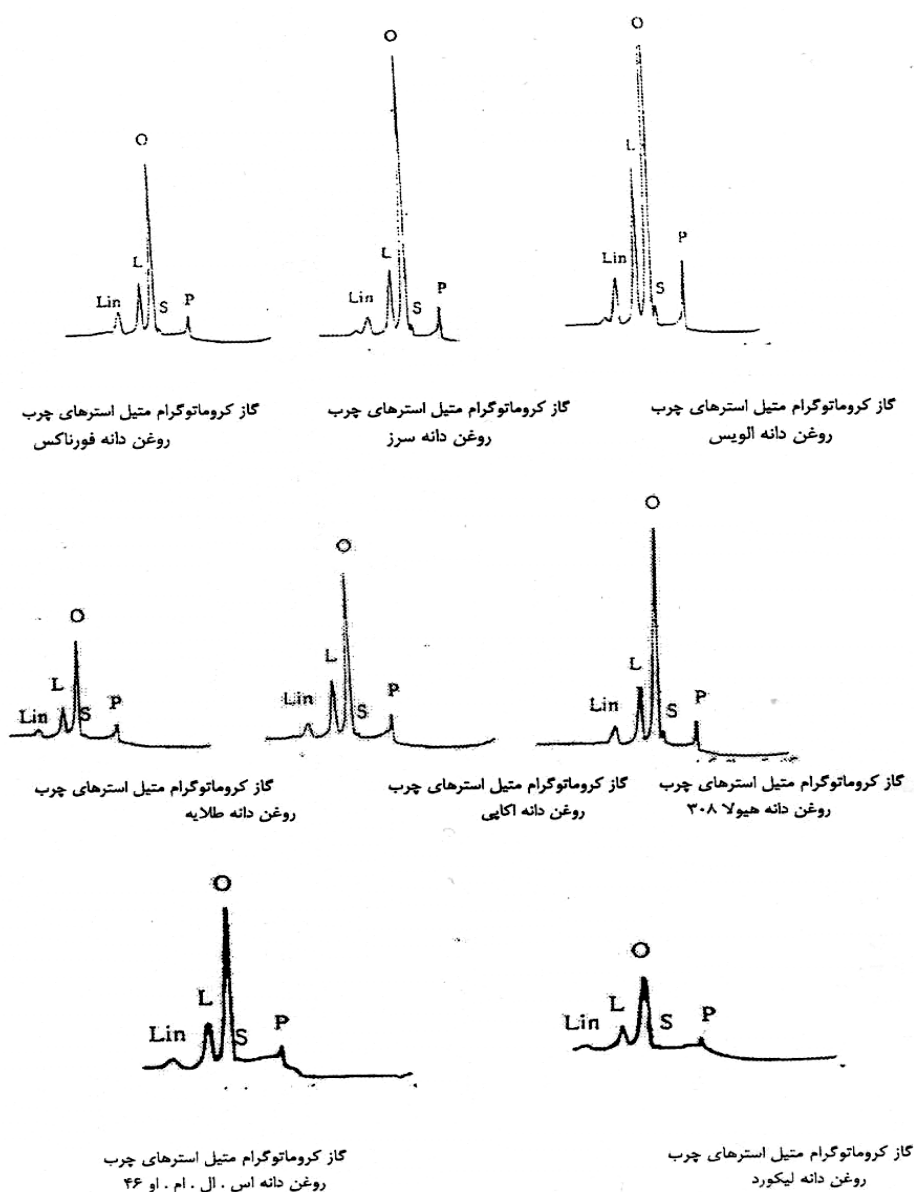 O
L
Lin
S
P
O
L
Lin
S
P
O
L
Lin
S
P
گاز کروماتوگرام متیل استرهای چرب
روغن دانه الویس
گاز کروماتوگرام متیل استرهای چرب
روغن دانه سرز
گاز کروماتوگرام متیل استرهای چرب
روغن دانه فورناکس
O
L
Lin
S
P
O
L
Lin
S
P
O
L
Lin
S
P
گاز کروماتوگرام متیل استرهای چرب
روغن دانه هیولا ۳۰۸
گاز کروماتوگرام متیل استرهای چرب
روغن دانه اکاپی
گاز کروماتوگرام متیل استرهای چرب
روغن دانه طلایه
O
L
Lin
S
P
O
L
Lin
S
P
گاز کروماتوگرام متیل استرهای چرب
روغن دانه لیکورد
گاز کروماتوگرام متیل استرهای چرب
روغن دانه اس . ال . ام . او ۴۶